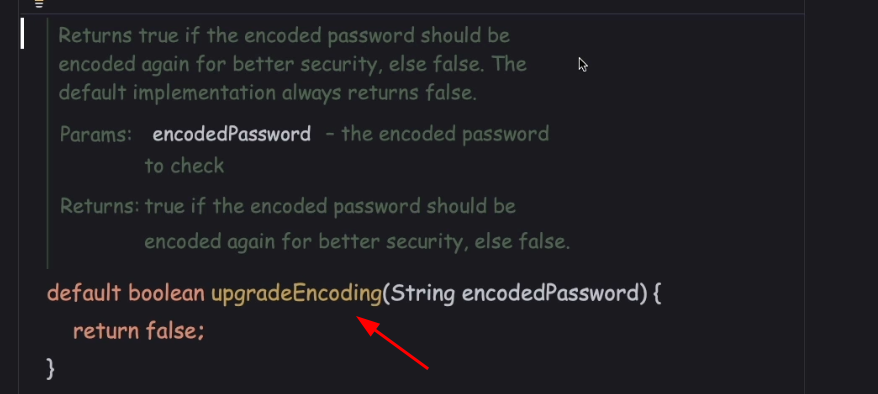 Returns true if the encoded password should be
encoded again for better security, else false. The
default implementation always returns false.
Params: encodedPassword – the encoded password
to check
Returns: true if the encoded password should be
encoded again for better security, else false.
default boolean upgradeEncoding(String encodedPassword) {
return false;
}